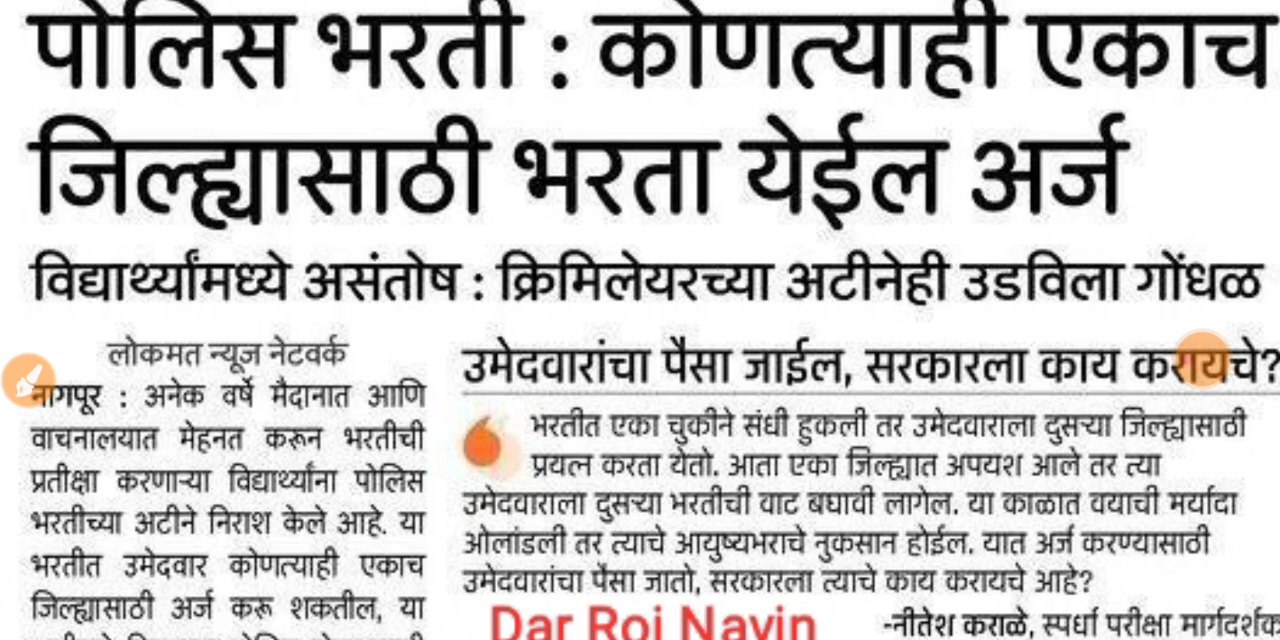 पोलिस भरती : कोणत्याही एकाच
जिल्ह्यासाठी भरता येईल अर्ज
विद्यार्थ्यांमध्ये असंतोष : क्रिमिलेयरच्या अटीनेही उडविला गोंधळ
लोकमत न्यूज नेटवर्क
नागपूर : अनेक वर्षे मैदानात आणि
वाचनालयात मेहनत करून भरतीची
प्रतीक्षा करणाऱ्या विद्यार्थ्यांना पोलिस
भरतीच्या अटीने निराश केले आहे. या
भरतीत उमेदवार कोणत्याही एकाच
जिल्ह्यासाठी अर्ज करू शकतील, या
उमेदवारांचा पैसा जाईल, सरकारला काय करायचे?
भरतीत एका चुकीने संधी हुकली तर उमेदवाराला दुसऱ्या जिल्ह्यासाठी
प्रयत्न करता येतो. आता एका जिल्ह्यात अपयश आले तर त्या
उमेदवाराला दुसऱ्या भरतीची वाट बघावी लागेल. या काळात वयाची मर्यादा
ओलांडली तर त्याचे आयुष्यभराचे नुकसान होईल. यात अर्ज करण्यासाठी
उमेदवारांचा पैसा जातो, सरकारला त्याचे काय करायचे आहे?
-नीतेश कराळे, स्पर्धा परीक्षा मार्गदर्शक
Dar Roj Navin